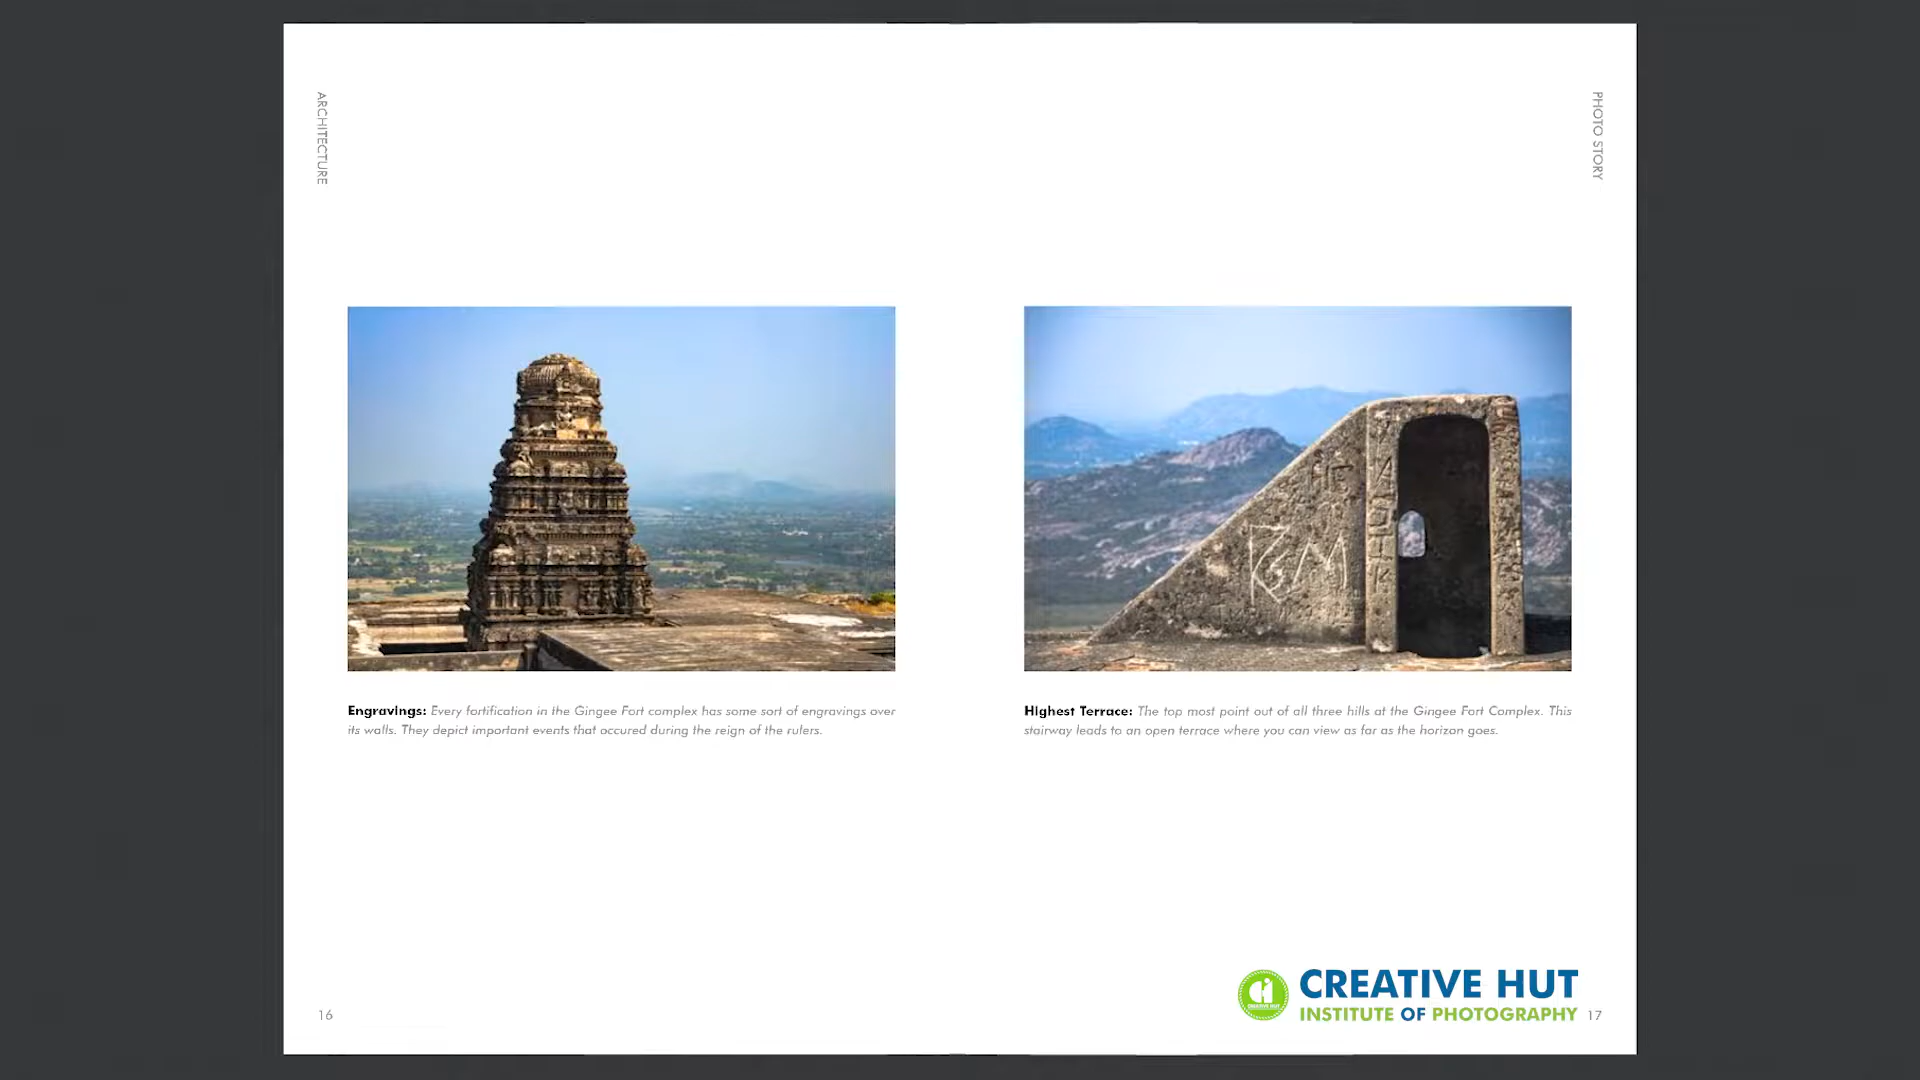 ARCHITECTURE
PHOTO STORY
RGM
Engravings: Every fortification in the Gingee Fort complex has some sort of engravings over
its walls. They depict important events that occured during the reign of the rulers.
Highest Terrace: The top most point out of all three hills at the Gingee Fort Complex. This
stairway leads to an open terrace where you can view as far as the horizon goes.
16
CREATIVE HUT
INSTITUTE OF PHOTOGRAPHY
17